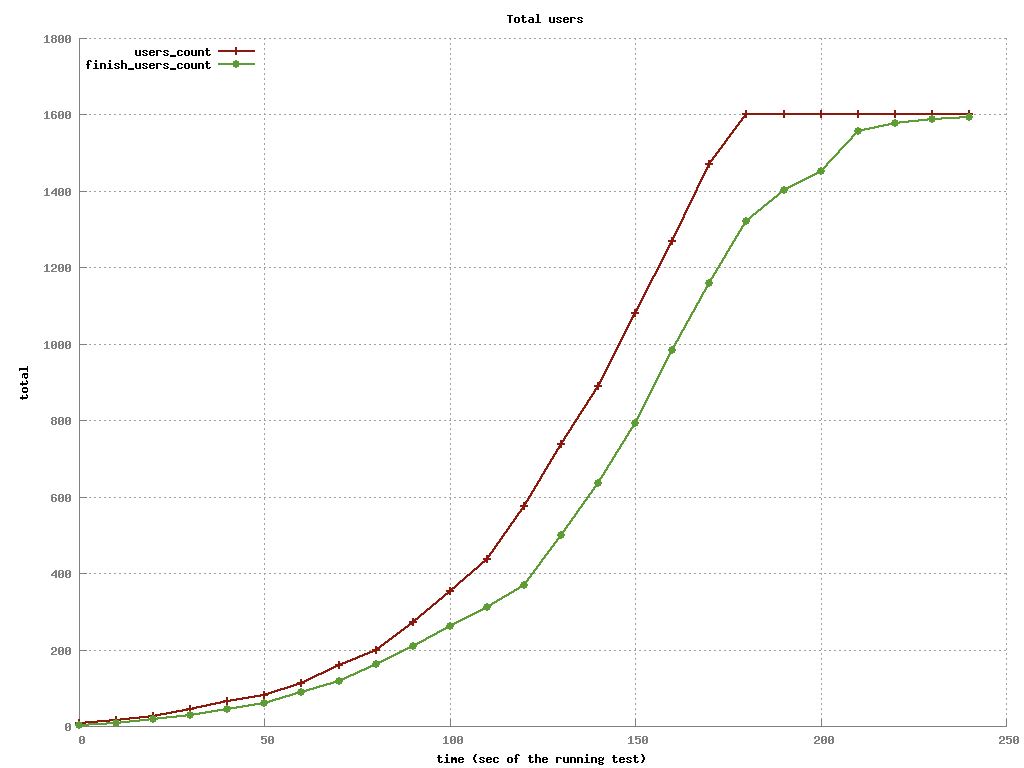 Total users
users_count
finish_users_count
1800
1600
1400
1200
1000
800
600
400
200
0
total
0 50 100 150 200 250
time (sec of the running test)